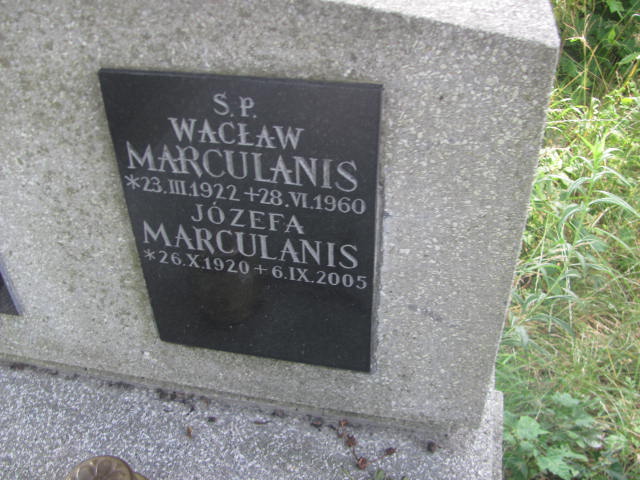 S.P.
WACŁAW
MARCULANIS
*23.III.1922 +28.VI.1960
JÓZEFA
MARCULANIS
*26.X.1920 + 6.IX.2005